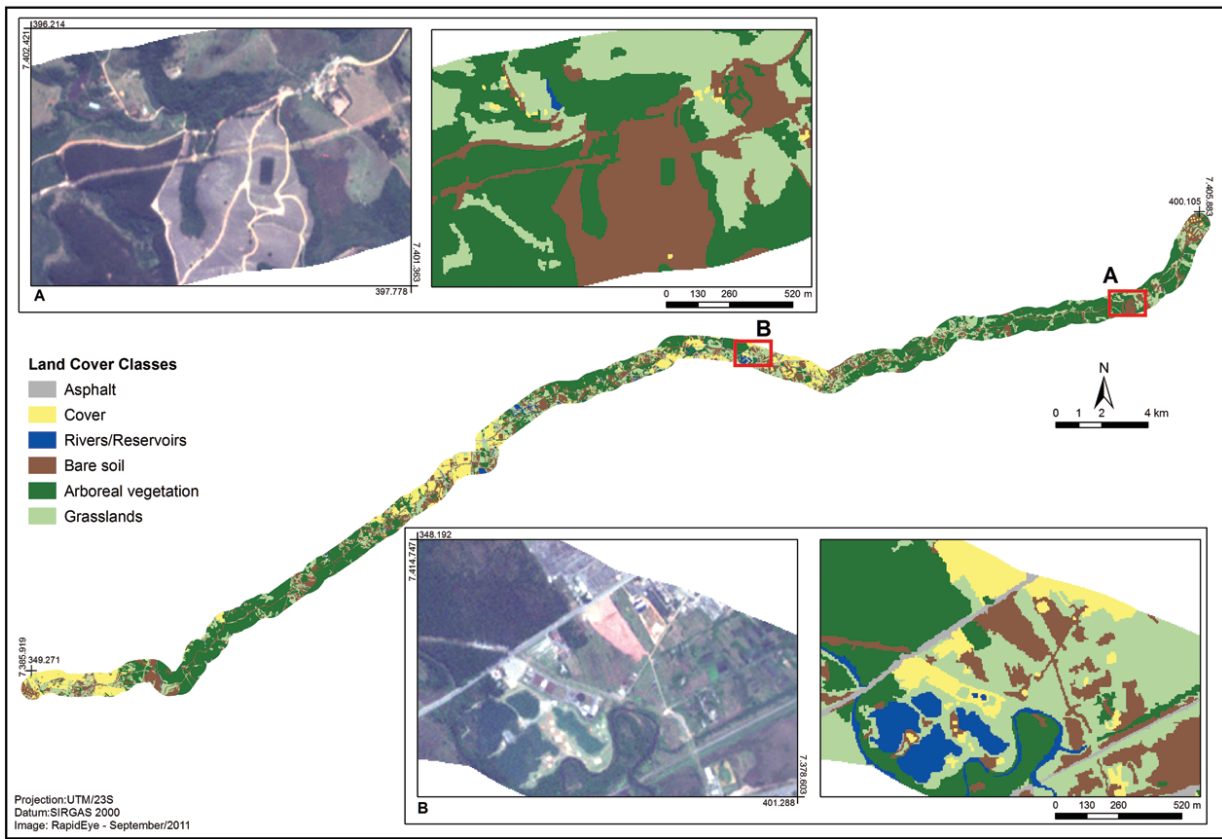 396.214
7.402.421
7.401.363
397.778
A
0 130 260 520 m
400.105
7.405.883
A
B
N
0 1 2 4 km
Land Cover Classes
Asphalt
Cover
Rivers/Reservoirs
Bare soil
Arboreal vegetation
Grasslands
7.385.919
349.271
348.192
7.414.747
7.378.603
401.288
B
0 130 260 520 m
Projection:UTM/23S
Datum:SIRGAS 2000
Image: RapidEye - September/2011